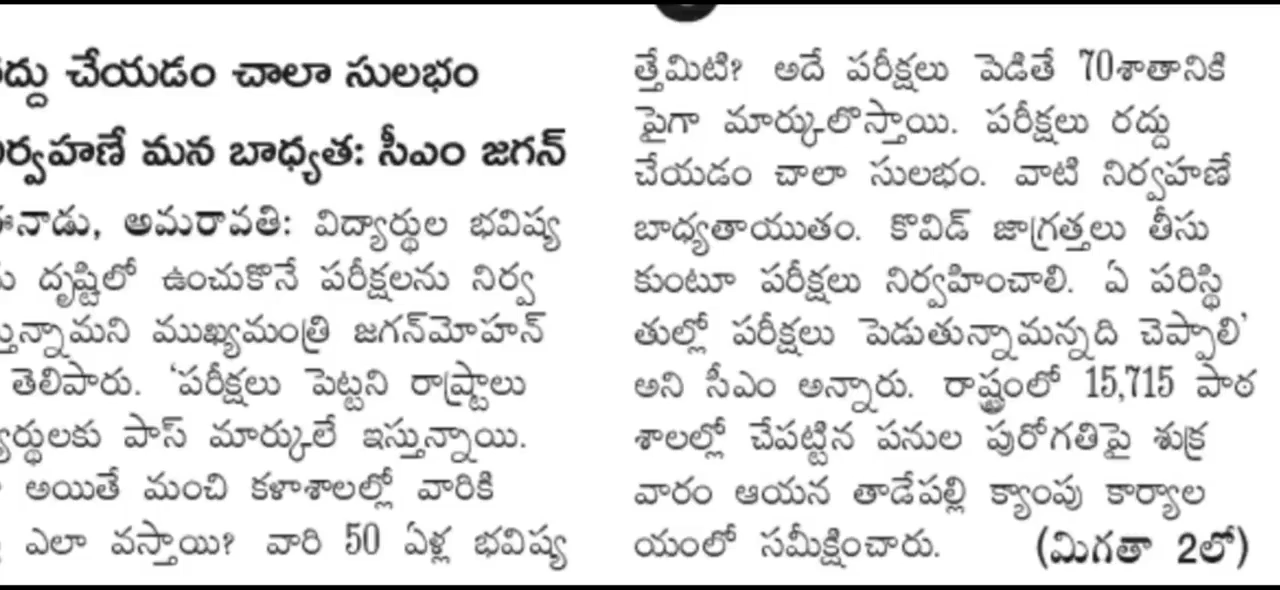 రద్దు చేయడం చాలా సులభం
నిర్వహణే మన బాధ్యత: సీఎం జగన్
ఈనాడు, అమరావతి: విద్యార్థుల భవిష్య
దృష్టిలో ఉంచుకొనే పరీక్షలను నిర్వ
స్తున్నామని ముఖ్యమంత్రి జగన్‌మోహన్
తెలిపారు. ‘పరీక్షలు పెట్టని రాష్ట్రాలు
ద్యార్థులకు పాస్ మార్కులే ఇస్తున్నాయి.
అయితే మంచి కళాశాలల్లో వారికి
ఎలా వస్తాయి? వారి 50 ఏళ్ల భవిష్య
త్తేమిటి? అదే పరీక్షలు పెడితే 70శాతానికి
పైగా మార్కులొస్తాయి. పరీక్షలు రద్దు
చేయడం చాలా సులభం. వాటి నిర్వహణే
బాధ్యతాయుతం. కొవిడ్ జాగ్రత్తలు తీసు
కుంటూ పరీక్షలు నిర్వహించాలి. ఏ పరిస్థి
తుల్లో పరీక్షలు పెడుతున్నామన్నది చెప్పాలి’
అని సీఎం అన్నారు. రాష్ట్రంలో 15,715 పాఠ
శాలల్లో చేపట్టిన పనుల పురోగతిపై శుక్ర
వారం ఆయన తాడేపల్లి క్యాంపు కార్యాల
యంలో సమీక్షించారు. (మిగతా 2లో)